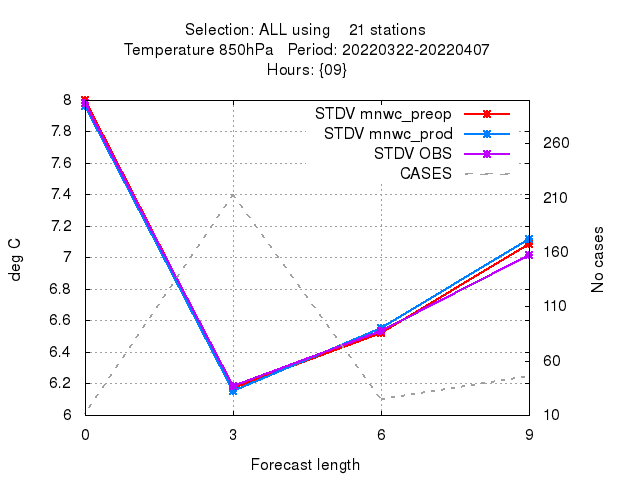 Selection: ALL using    21 stations
Temperature 850hPa   Period: 20220322-20220407
Hours: {09}
STDV mnwc_preop
STDV mnwc_prod
STDV OBS
CASES
8
7.8
7.6
7.4
7.2
7
6.8
6.6
6.4
6.2
6
260
210
160
110
60
10
deg C
No cases
0 3 6 9
Forecast length